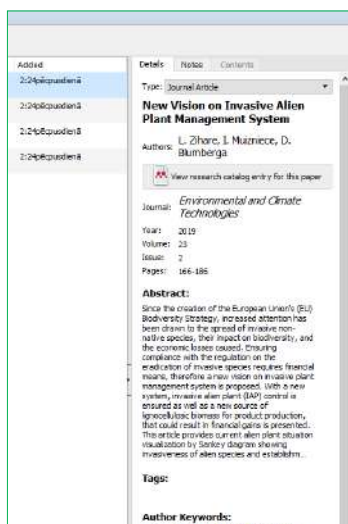 Added
2:24pēcpusdienā
2:24pēcpusdienā
2:24pēcpusdienā
2:24pēcpusdienā
Details Notes Contents
Type: Journal Article
New Vision on Invasive Alien
Plant Management System
Authors: L. Zihare, I. Muizniece, D.
Blumberga
View research catalog entry for this paper
Journal: Environmental and Climate
Technologies
Year: 2019
Volume: 23
Issue: 2
Pages: 166-186
Abstract:
Since the creation of the European Union's (EU)
Biodiversity Strategy, increased attention has
been drawn to the spread of invasive non-
native species, their impact on biodiversity, and
the economic losses caused. Ensuring
compliance with the regulation on the
eradication of invasive species requires financial
means, therefore a new vision on invasive plant
management system is proposed. With a new
system, invasive alien plant (IAP) control is
ensured as well as a new source of
lignocellulosic biomass for product production,
that could result in financial gains is presented.
This article provides current alien plant situation
visualization by Sankey diagram showing
invasiveness of alien species and establishm...
Tags:
Author Keywords: